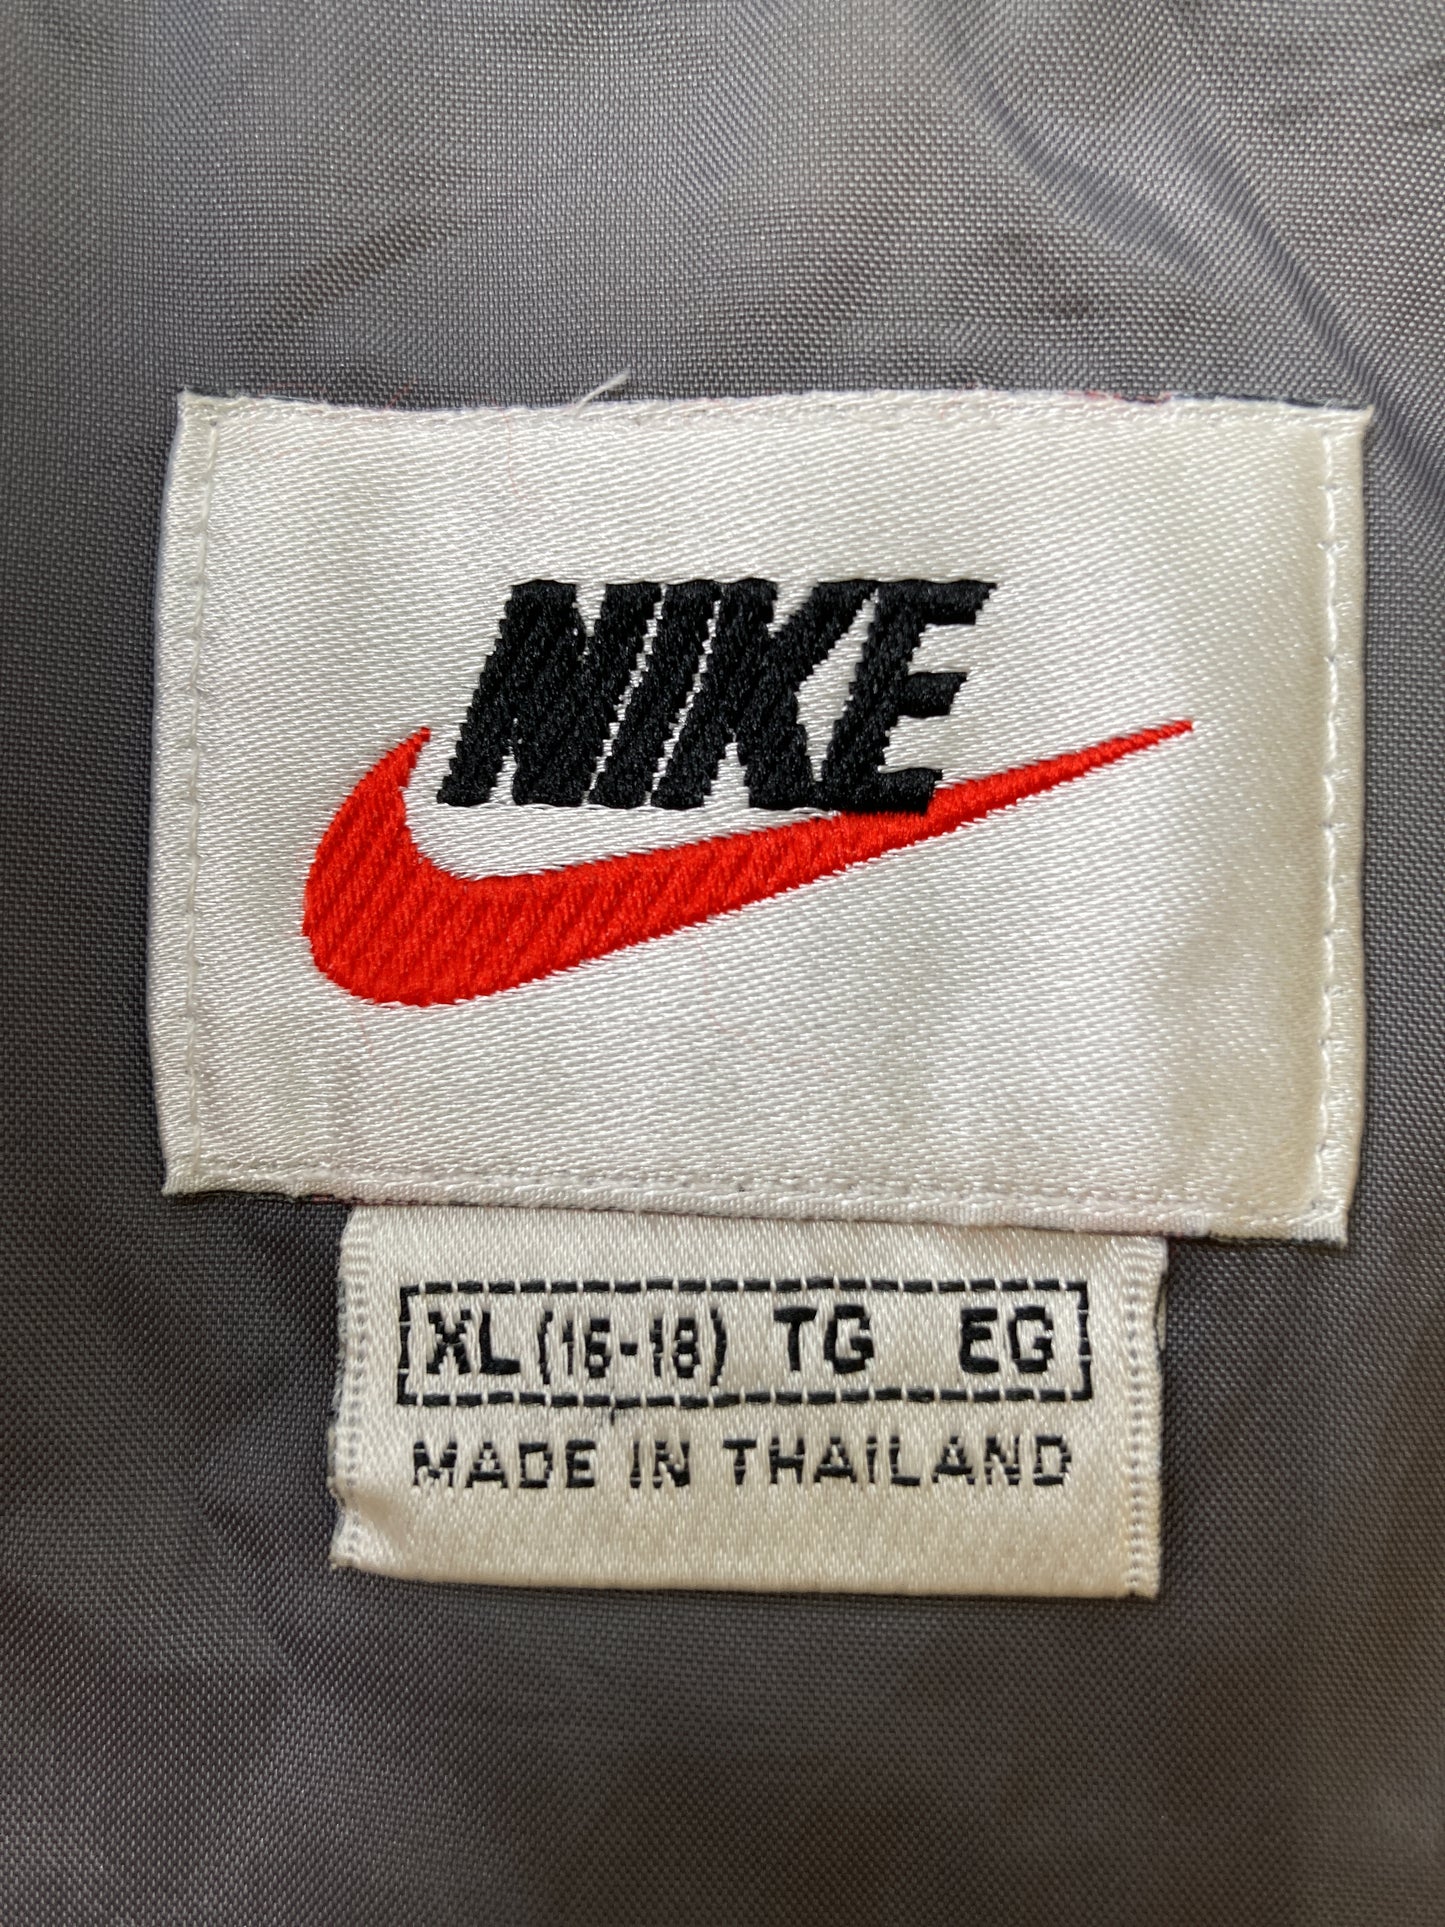 NIKE
XL (16-18) TG EG
MADE IN THAILAND